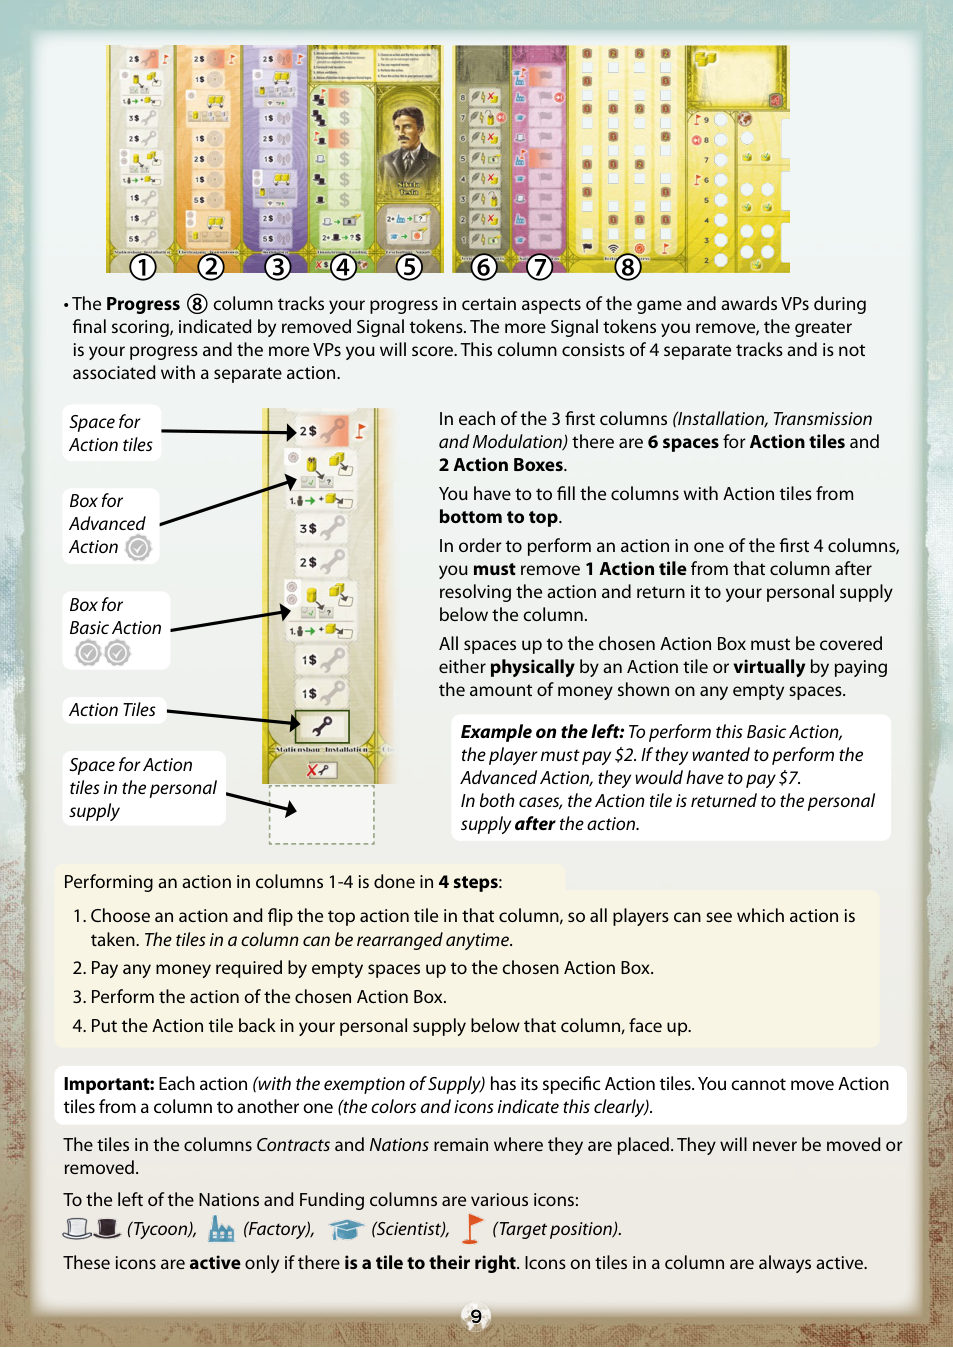 1 2 3 4 5 6 7 8
• The Progress 8 column tracks your progress in certain aspects of the game and awards VPs during
final scoring, indicated by removed Signal tokens. The more Signal tokens you remove, the greater
is your progress and the more VPs you will score. This column consists of 4 separate tracks and is not
associated with a separate action.
Space for
Action tiles
Box for
Advanced
Action
Box for
Basic Action
Action Tiles
Space for Action
tiles in the personal
supply
2$
1.
3$
2$
1.
1$
1$
Stationsbau · Installation
X
In each of the 3 first columns (Installation, Transmission
and Modulation) there are 6 spaces for Action tiles and
2 Action Boxes.
You have to to fill the columns with Action tiles from
bottom to top.
In order to perform an action in one of the first 4 columns,
you must remove 1 Action tile from that column after
resolving the action and return it to your personal supply
below the column.
All spaces up to the chosen Action Box must be covered
either physically by an Action tile or virtually by paying
the amount of money shown on any empty spaces.
Example on the left: To perform this Basic Action,
the player must pay $2. If they wanted to perform the
Advanced Action, they would have to pay $7.
In both cases, the Action tile is returned to the personal
supply after the action.
Performing an action in columns 1-4 is done in 4 steps:
1. Choose an action and flip the top action tile in that column, so all players can see which action is
taken. The tiles in a column can be rearranged anytime.
2. Pay any money required by empty spaces up to the chosen Action Box.
3. Perform the action of the chosen Action Box.
4. Put the Action tile back in your personal supply below that column, face up.
Important: Each action (with the exemption of Supply) has its specific Action tiles. You cannot move Action
tiles from a column to another one (the colors and icons indicate this clearly).
The tiles in the columns Contracts and Nations remain where they are placed. They will never be moved or
removed.
To the left of the Nations and Funding columns are various icons:
(Tycoon), (Factory), (Scientist), (Target position).
These icons are active only if there is a tile to their right. Icons on tiles in a column are always active.
9